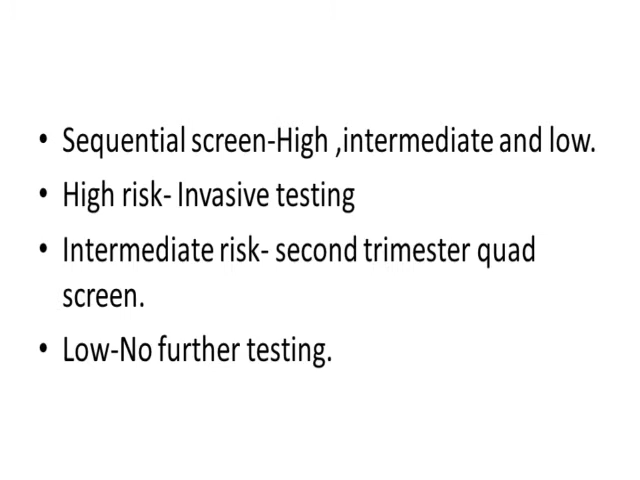 • Sequential screen-High ,intermediate and low.
• High risk- Invasive testing
• Intermediate risk- second trimester quad
screen.
• Low-No further testing.